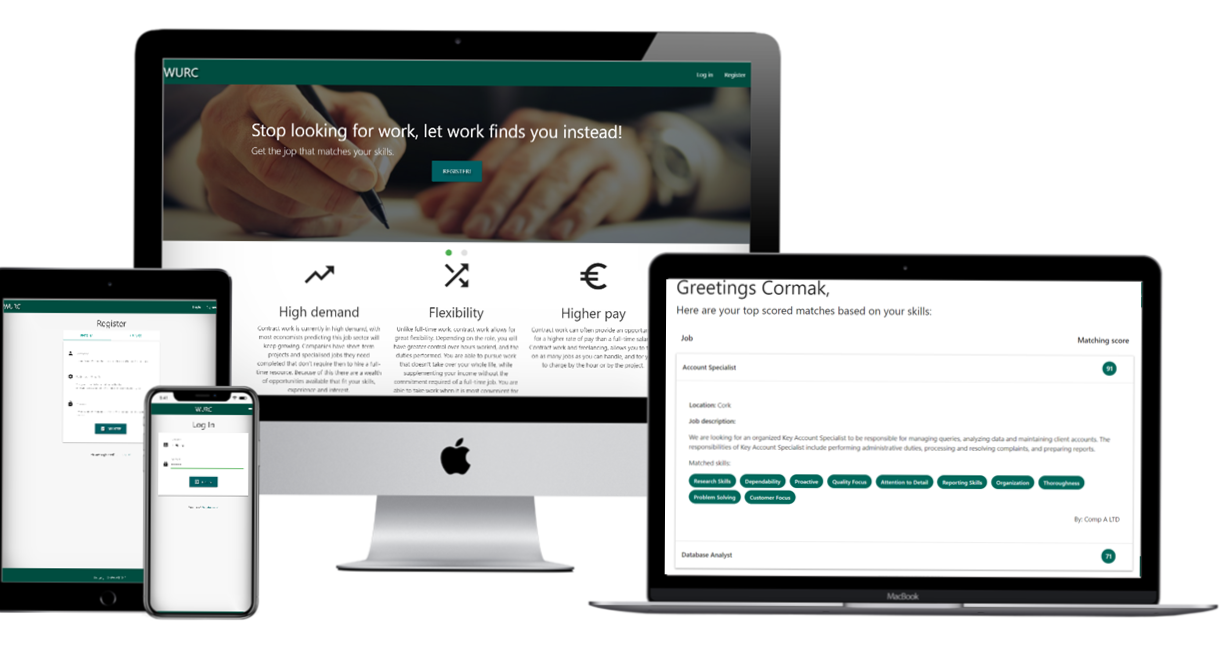 WURC
Log in Register
Stop looking for work, let work finds you instead!
Get the jop that matches your skills.
REGISTER!
High demand
Contract work is currently in high demand, with
most economists predicting this job sector will
keep growing. Companies have short-term
projects and specialised jobs they need
completed that don't require them to hire a full-
time resource. Because of this there are a wealth
of opportunities available that fit your skills,
experience and interest.
Flexibility
Unlike full-time work, contract work allows for
great flexibility. Depending on the role, you will
have greater control over hours worked, and the
duties performed. You are able to pursue work
that doesn't take over your whole life, while
supplementing your income without the
commitment required of a full-time job. You are
able to take work when it is most convenient for
€
Higher pay
Contract work can often provide an opportu
for a higher rate of pay than a full-time sala
Contract work and freelancing, allows you to t
on as many jobs as you can handle, and for y
to charge by the hour or by the project.
WURC
Register
WURC
Log In
Greetings Cormak,
Here are your top scored matches based on your skills:
Job Matching score
Account Specialist 91
Location: Cork
Job description:
We are looking for an organized Key Account Specialist to be responsible for managing queries, analyzing data and maintaining client accounts. The
responsibilities of Key Account Specialist include performing administrative duties, processing and resolving complaints, and preparing reports.
Matched skills:
Research Skills Dependability Proactive Quality Focus Attention to Detail Reporting Skills Organization Thoroughness
Problem Solving Customer Focus
By: Comp A LTD
Database Analyst 71
MacBook